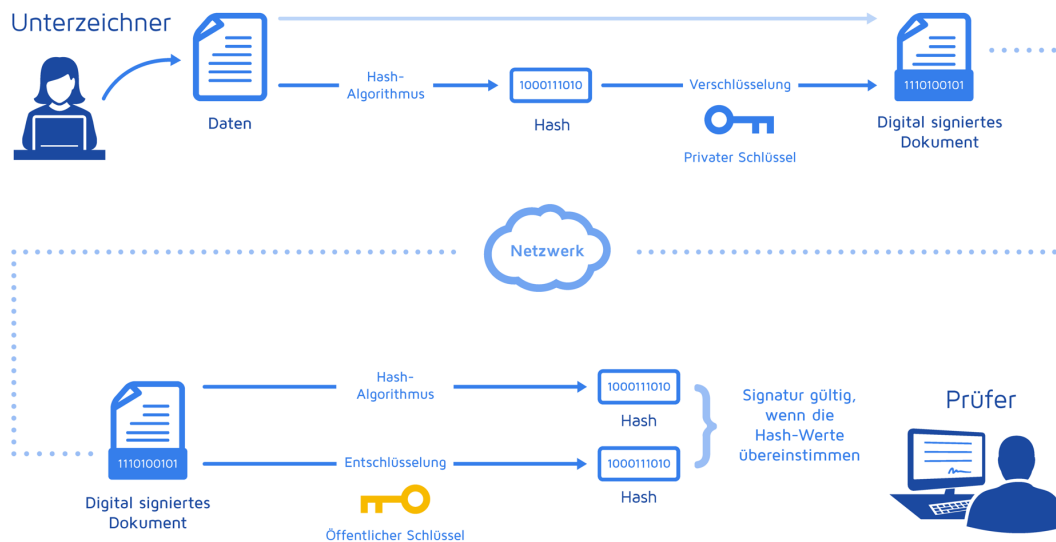 Unterzeichner
Daten
Hash-
Algorithmus
1000111010
Hash
Verschlüsselung
Privater Schlüssel
1110100101
Digital signiertes
Dokument
Netzwerk
1110100101
Digital signiertes
Dokument
Hash-
Algorithmus
1000111010
Hash
Entschlüsselung
Öffentlicher Schlüssel
1000111010
Hash
Signatur gültig,
wenn die
Hash-Werte
übereinstimmen
Prüfer